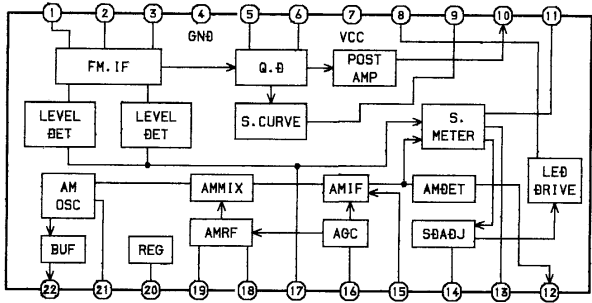 1 2 3 4 5 6 7 8 9 10 11
GND VCC
FM.IF Q.D POST
AMP
LEVEL
DET LEVEL
DET S.CURVE S.
METER
AM
OSC AMMIX AMIF AMDET LED
DRIVE
BUF REG AMRF AGC SDADJ
22 21 20 19 18 17 16 15 14 13 12